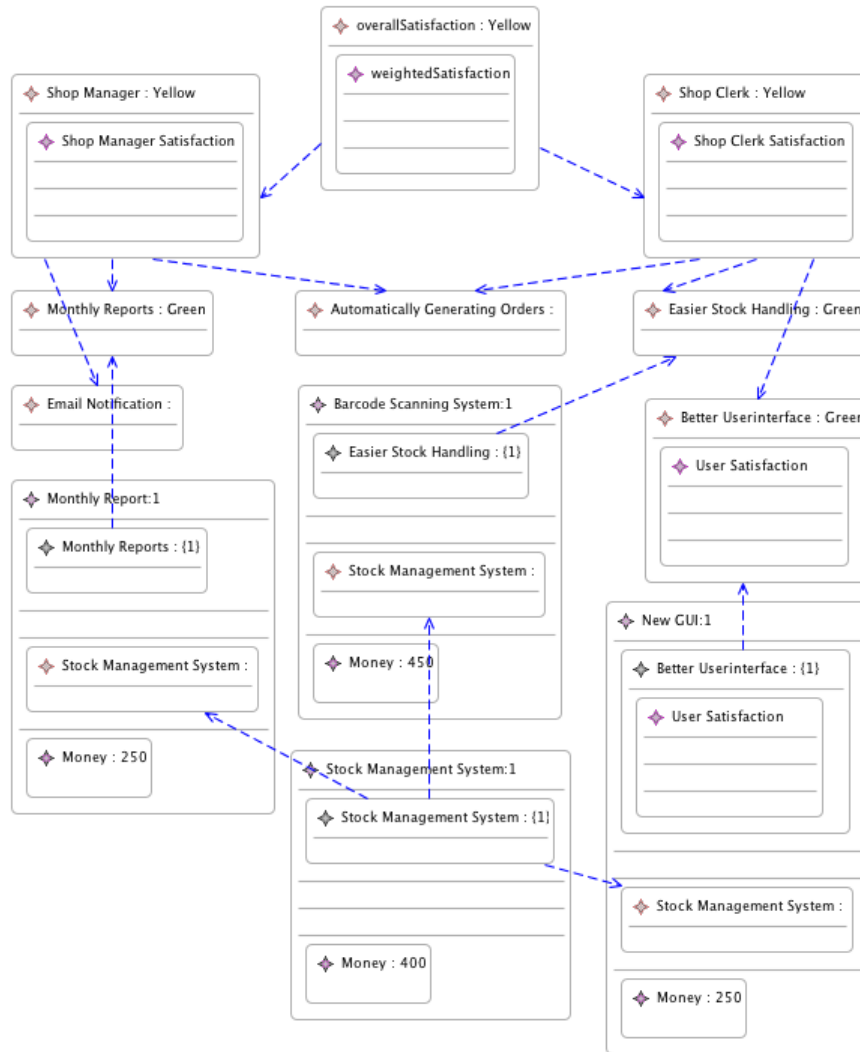 overallSatisfaction : Yellow
weightedSatisfaction
Shop Manager : Yellow
Shop Manager Satisfaction
Shop Clerk : Yellow
Shop Clerk Satisfaction
Monthly Reports : Green
Automatically Generating Orders :
Easier Stock Handling : Green
Email Notification :
Barcode Scanning System:1
Easier Stock Handling : {1}
Stock Management System :
Money : 450
Better Userinterface : Green
User Satisfaction
Monthly Report:1
Monthly Reports : {1}
Stock Management System :
Money : 250
New GUI:1
Better Userinterface : {1}
User Satisfaction
Stock Management System :
Money : 250
Stock Management System:1
Stock Management System : {1}
Money : 400